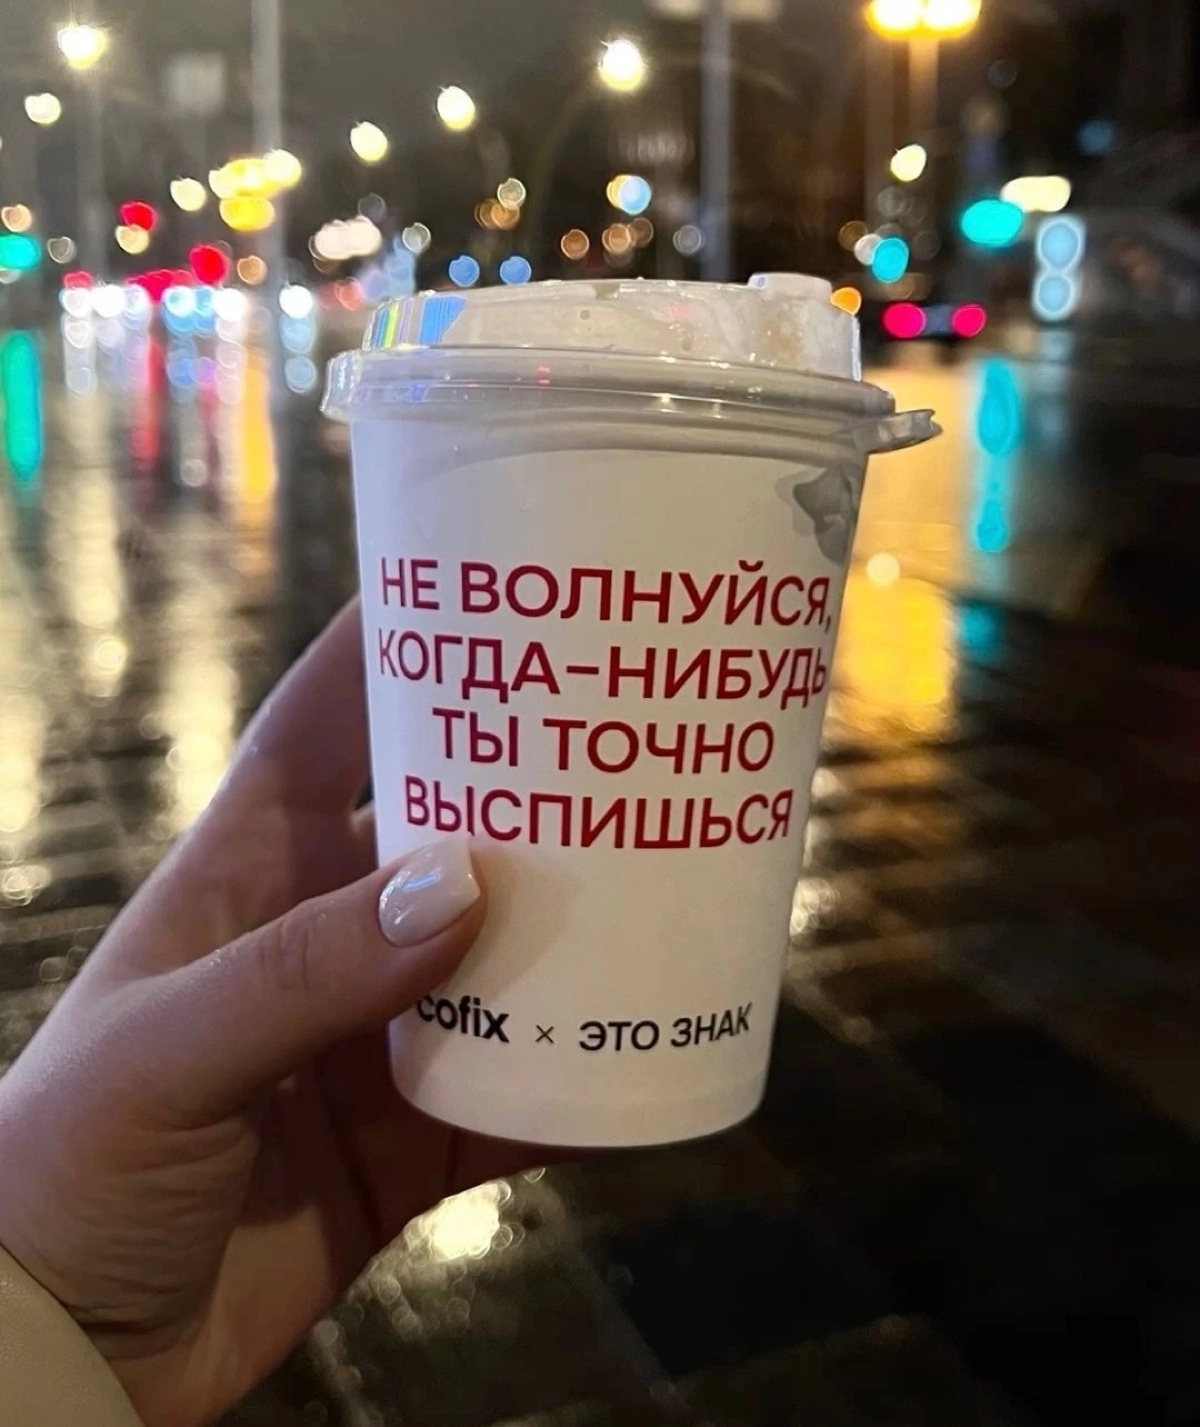 НЕ ВОЛНУЙСЯ,
КОГДА-НИБУДЬ
ТЫ ТОЧНО
ВЫСПИШЬСЯ
cofix × ЭТО ЗНАК